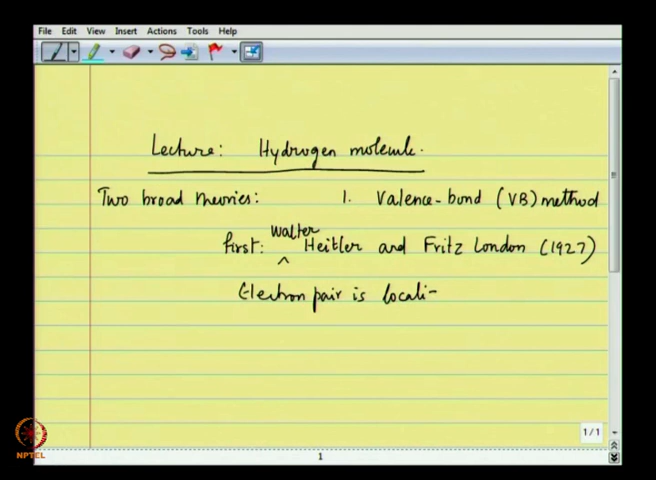 File Edit View Insert Actions Tools Help
Lecture: Hydrogen molecule.
Two broad theories: 1. Valence-bond (VB) method
first: Walter Heitler and Fritz London (1927)
Electron pair is locali-
1/1
NPTEL
1